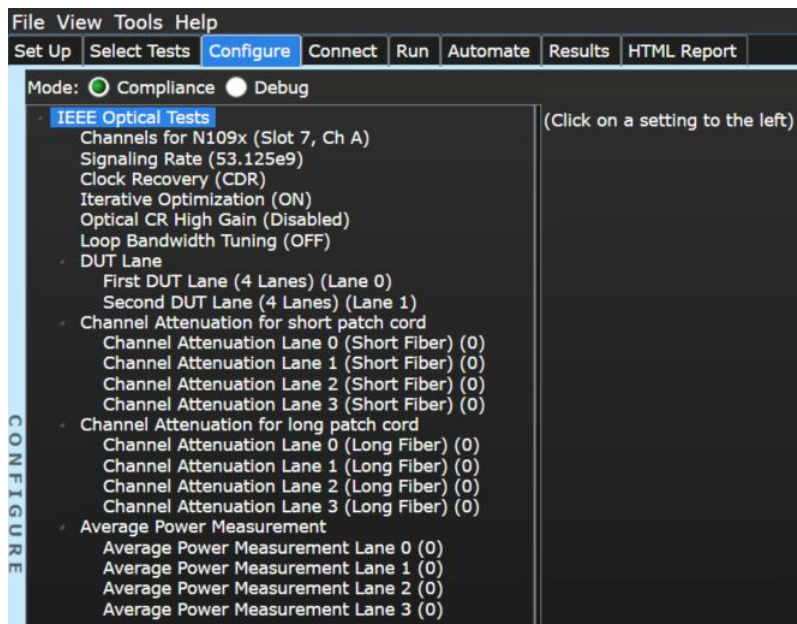 File View Tools Help
Set Up Select Tests Configure Connect Run Automate Results HTML Report
Mode: Compliance Debug
IEEE Optical Tests
(Click on a setting to the left)
Channels for N109x (Slot 7, Ch A)
Signaling Rate (53.125e9)
Clock Recovery (CDR)
Iterative Optimization (ON)
Optical CR High Gain (Disabled)
Loop Bandwidth Tuning (OFF)
DUT Lane
First DUT Lane (4 Lanes) (Lane 0)
Second DUT Lane (4 Lanes) (Lane 1)
Channel Attenuation for short patch cord
Channel Attenuation Lane 0 (Short Fiber) (0)
Channel Attenuation Lane 1 (Short Fiber) (0)
Channel Attenuation Lane 2 (Short Fiber) (0)
Channel Attenuation Lane 3 (Short Fiber) (0)
Channel Attenuation for long patch cord
Channel Attenuation Lane 0 (Long Fiber) (0)
Channel Attenuation Lane 1 (Long Fiber) (0)
Channel Attenuation Lane 2 (Long Fiber) (0)
Channel Attenuation Lane 3 (Long Fiber) (0)
Average Power Measurement
Average Power Measurement Lane 0 (0)
Average Power Measurement Lane 1 (0)
Average Power Measurement Lane 2 (0)
Average Power Measurement Lane 3 (0)
CONFIGURE